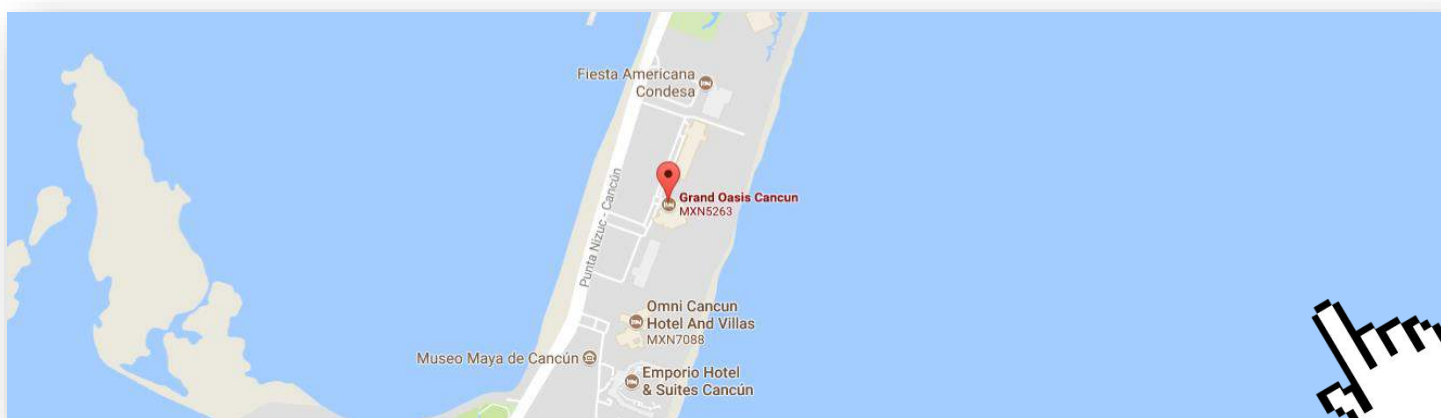 Fiesta Americana
Condesa
Punta Nizuc - Cancún
Grand Oasis Cancun
MXN5263
Omni Cancun
Hotel And Villas
MXN7088
Museo Maya de Cancún
Emporio Hotel
& Suites Cancún